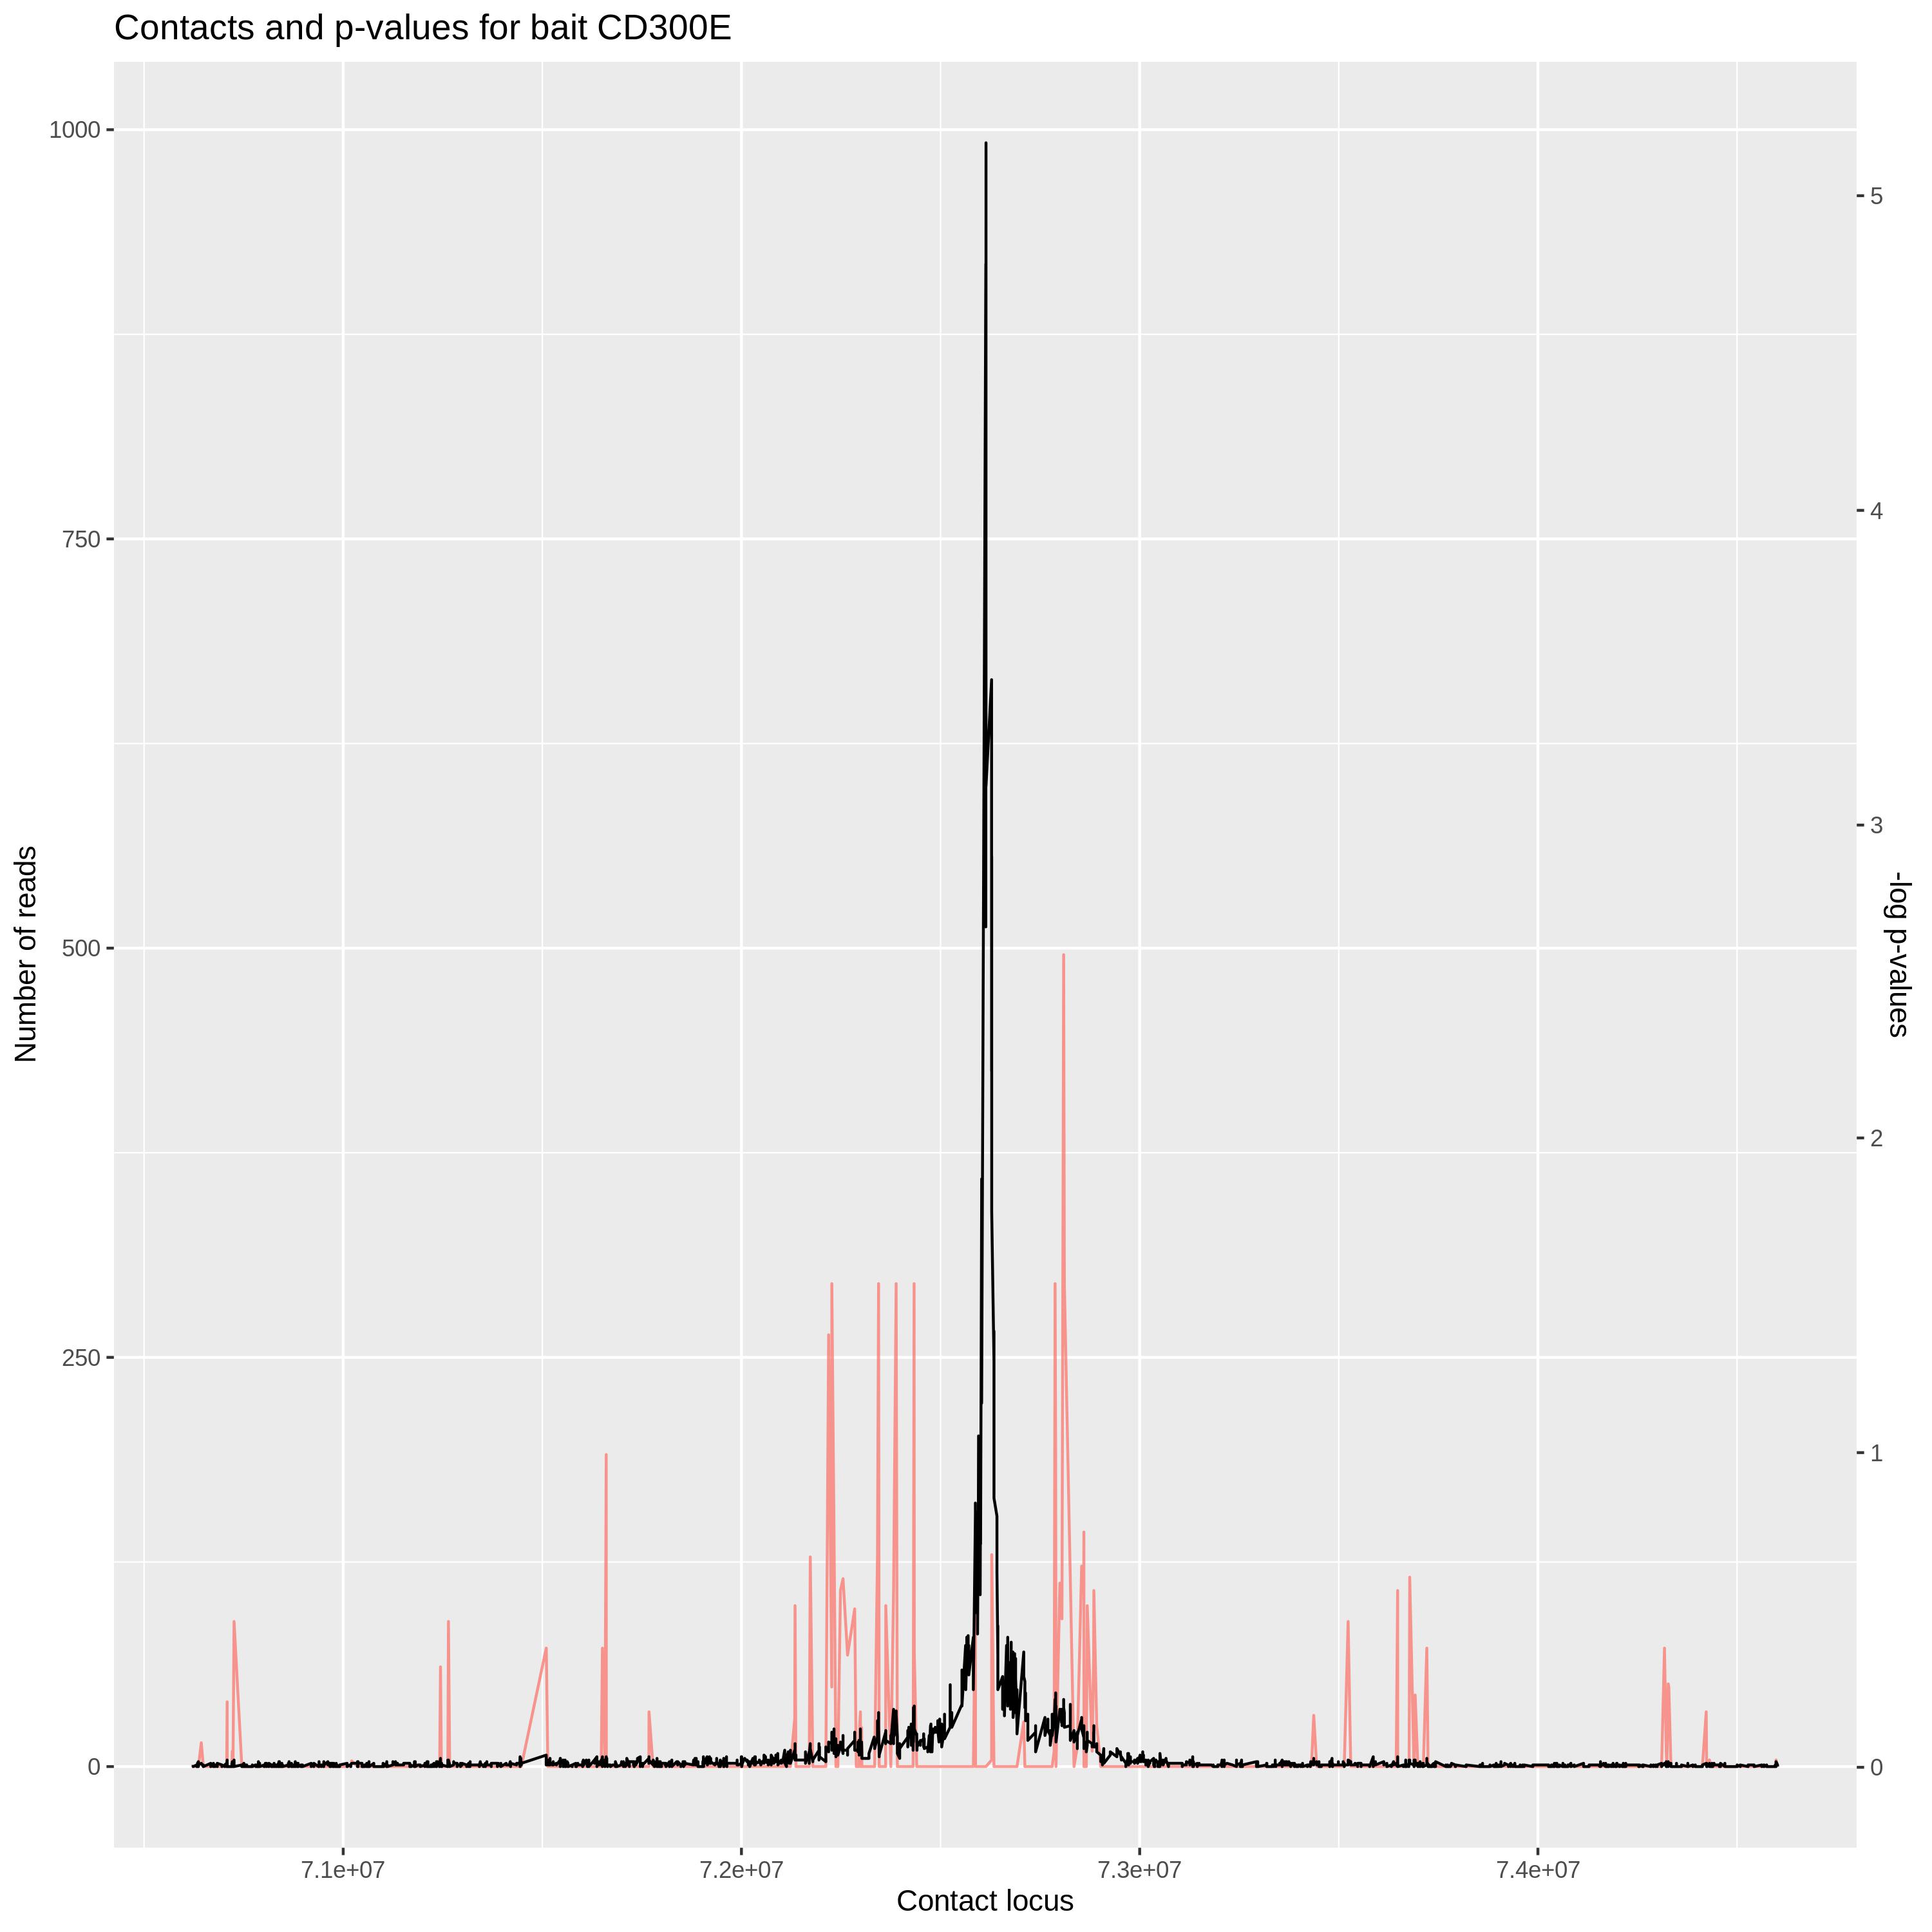 Contacts and p-values for bait CD300E
1000
750
500
250
0
Number of reads
5
4
3
2
1
0
-log p-values
7.1e+07
7.2e+07
7.3e+07
7.4e+07
Contact locus